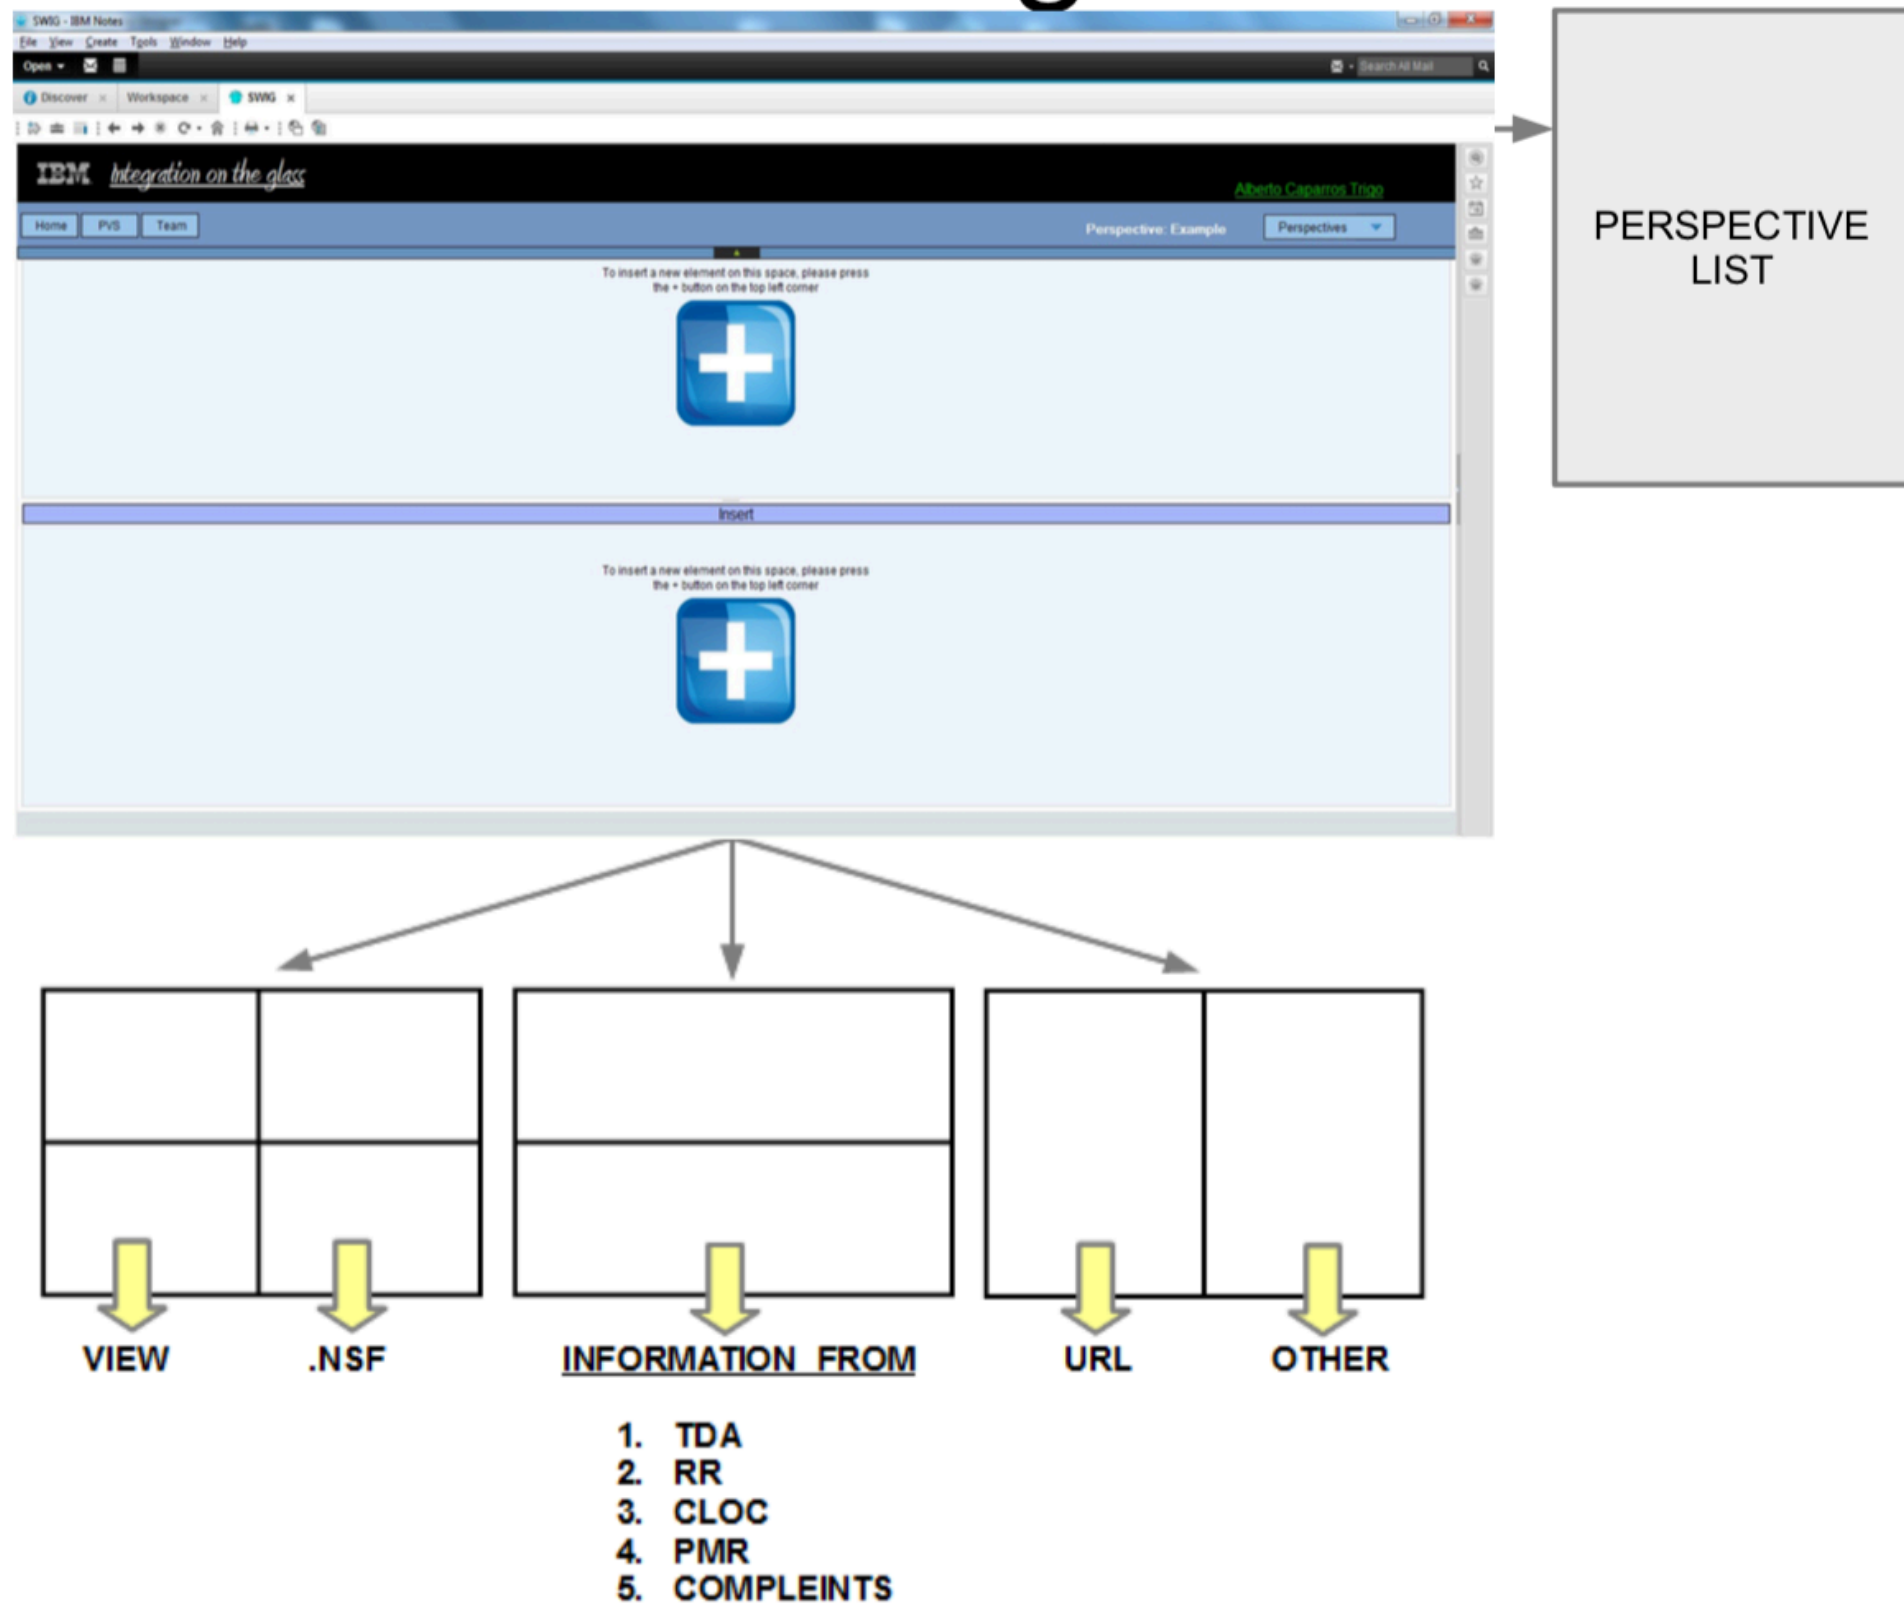 SWIG - IBM Notes
File View Create Tools Window Help
Open
Search All Mail
Discover Workspace SWIG
IBM Integration on the glass
Alberto Caparros Trigo
Home PVS Team Perspective: Example Perspectives
To insert a new element on this space, please press
the + button on the top left corner
Insert
To insert a new element on this space, please press
the + button on the top left corner
PERSPECTIVE
LIST
VIEW .NSF INFORMATION FROM URL OTHER
1. TDA
2. RR
3. CLOC
4. PMR
5. COMPLEINTS